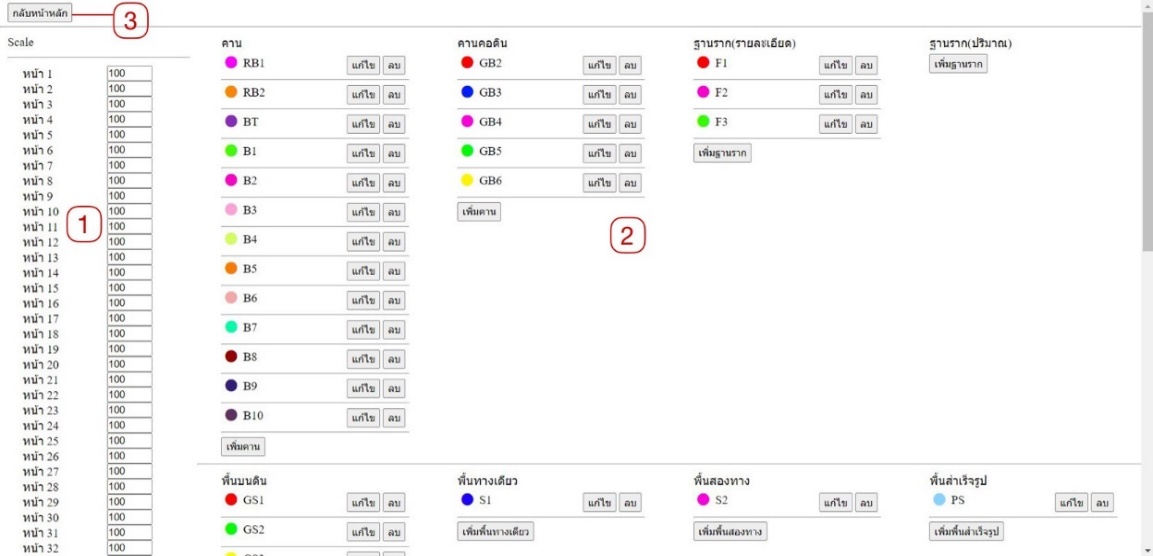 กลับหน้าหลัก
3
Scale
หน้า 1 100
หน้า 2 100
หน้า 3 100
หน้า 4 100
หน้า 5 100
หน้า 6 100
หน้า 7 100
หน้า 8 100
หน้า 9 100
หน้า 10 100
หน้า 11 100
หน้า 12 100
หน้า 13 100
หน้า 14 100
หน้า 15 100
หน้า 16 100
หน้า 17 100
หน้า 18 100
หน้า 19 100
หน้า 20 100
หน้า 21 100
หน้า 22 100
หน้า 23 100
หน้า 24 100
หน้า 25 100
หน้า 26 100
หน้า 27 100
หน้า 28 100
หน้า 29 100
หน้า 30 100
หน้า 31 100
หน้า 32 100
1
คาน
RB1 แก้ไข ลบ
RB2 แก้ไข ลบ
BT แก้ไข ลบ
B1 แก้ไข ลบ
B2 แก้ไข ลบ
B3 แก้ไข ลบ
B4 แก้ไข ลบ
B5 แก้ไข ลบ
B6 แก้ไข ลบ
B7 แก้ไข ลบ
B8 แก้ไข ลบ
B9 แก้ไข ลบ
B10 แก้ไข ลบ
เพิ่มคาน
คานคอดิน
GB2 แก้ไข ลบ
GB3 แก้ไข ลบ
GB4 แก้ไข ลบ
GB5 แก้ไข ลบ
GB6 แก้ไข ลบ
เพิ่มคาน
2
ฐานราก(รายละเอียด)
F1 แก้ไข ลบ
F2 แก้ไข ลบ
F3 แก้ไข ลบ
เพิ่มฐานราก
ฐานราก(ปริมาณ)
เพิ่มฐานราก
พื้นบนดิน
GS1 แก้ไข ลบ
GS2 แก้ไข ลบ
พื้นทางเดียว
S1 แก้ไข ลบ
เพิ่มพื้นทางเดียว
พื้นสองทาง
S2 แก้ไข ลบ
เพิ่มพื้นสองทาง
พื้นสำเร็จรูป
PS แก้ไข ลบ
เพิ่มพื้นสำเร็จรูป